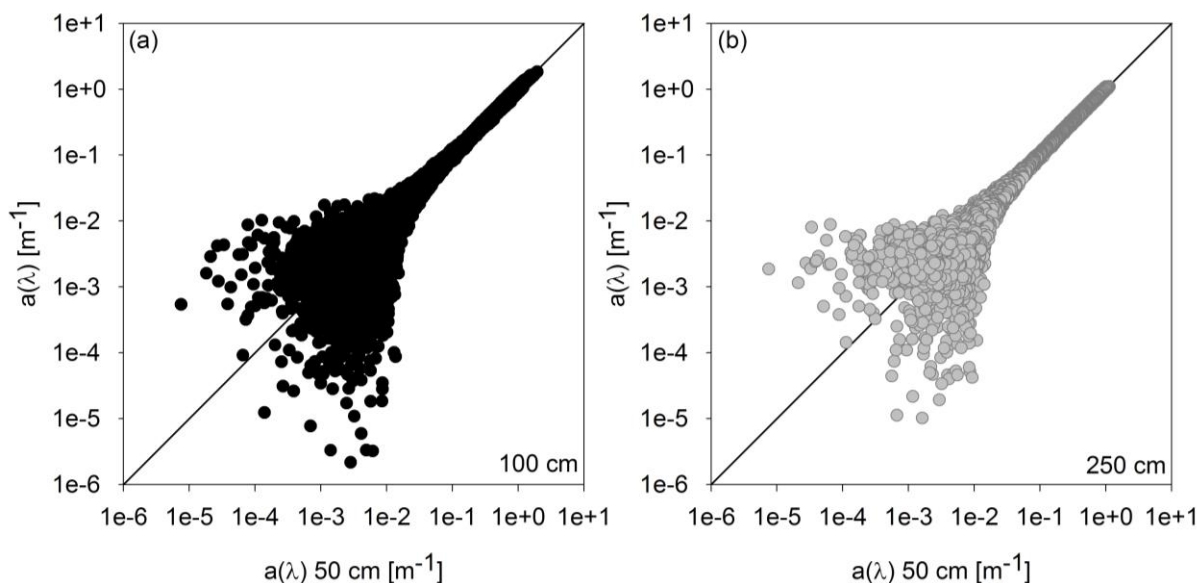 (a)
1e+1
1e+0
1e-1
1e-2
1e-3
1e-4
1e-5
1e-6
a(λ) [m⁻¹]
100 cm
1e-6 1e-5 1e-4 1e-3 1e-2 1e-1 1e+0 1e+1
a(λ) 50 cm [m⁻¹]
(b)
1e+1
1e+0
1e-1
1e-2
1e-3
1e-4
1e-5
1e-6
a(λ) [m⁻¹]
250 cm
1e-6 1e-5 1e-4 1e-3 1e-2 1e-1 1e+0 1e+1
a(λ) 50 cm [m⁻¹]